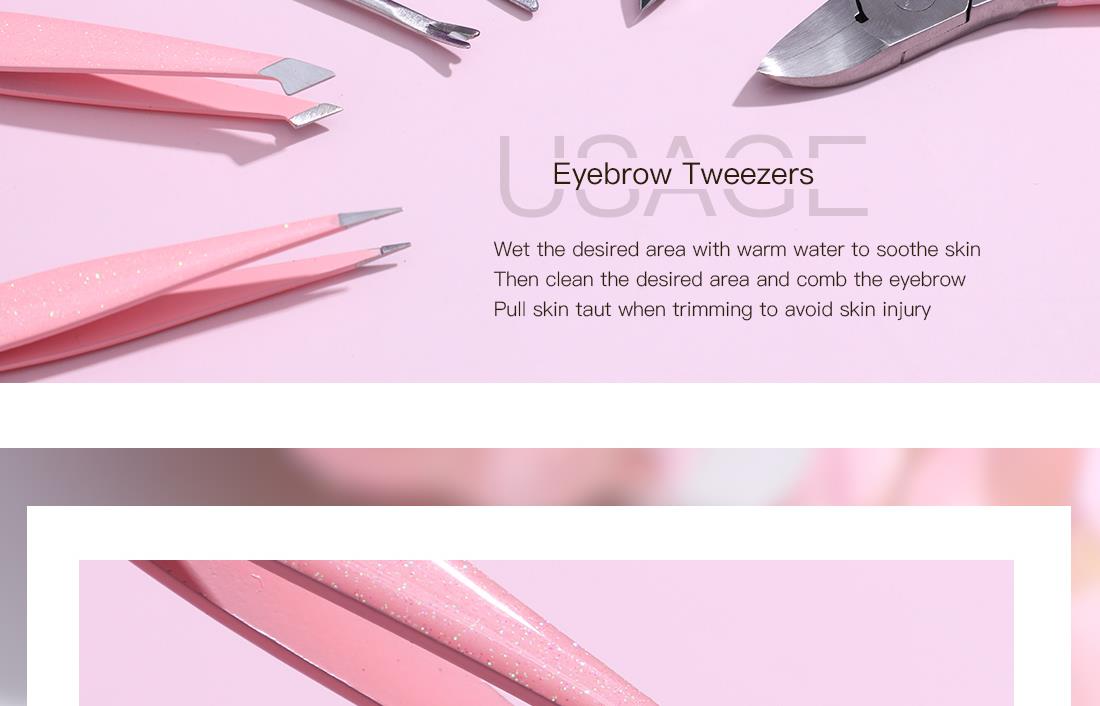 USAGE
Eyebrow Tweezers
Wet the desired area with warm water to soothe skin
Then clean the desired area and comb the eyebrow
Pull skin taut when trimming to avoid skin injury